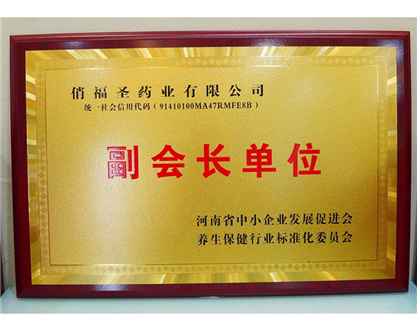 俏福圣药业有限公司
统一社会信用代码（91410100MA47RMFE8B）
副会长单位
河南省中小企业发展促进会
养生保健行业标准化委员会